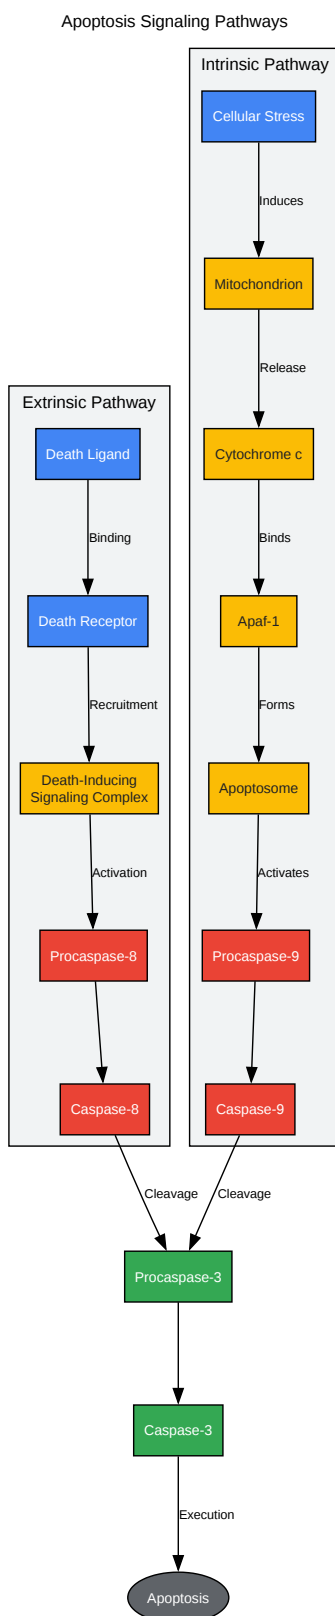 Apoptosis Signaling Pathways
Intrinsic Pathway
Cellular Stress
Induces
Mitochondrion
Release
Cytochrome c
Binds
Apaf-1
Forms
Apoptosome
Activates
Procaspase-9
Caspase-9
Cleavage
Extrinsic Pathway
Death Ligand
Binding
Death Receptor
Recruitment
Death-Inducing
Signaling Complex
Activation
Procaspase-8
Caspase-8
Cleavage
Procaspase-3
Caspase-3
Execution
Apoptosis